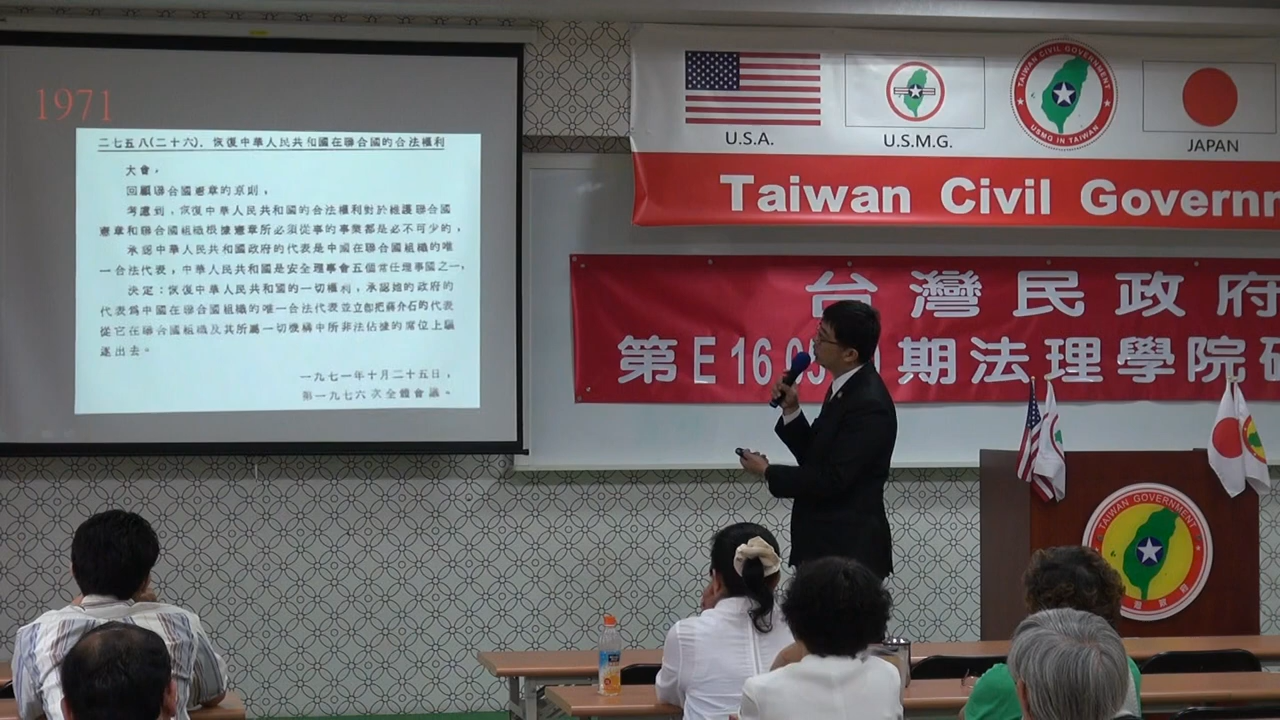 1971
二七五八(二十六). 恢復中華人民共和國在聯合國的合法權利
大會,
回顧聯合國憲章的原則,
考慮到,恢復中華人民共和國的合法權利對於維護聯合國
憲章和聯合國組織根據憲章所必須從事的事業都是必不可少的,
承認中華人民共和國政府的代表是中國在聯合國組織的唯
一合法代表,中華人民共和國是安全理事會五個常任理事國之一,
決定:恢復中華人民共和國的一切權利,承認她的政府的
代表為中國在聯合國組織的唯一合法代表並立即把蔣介石的代表
從它在聯合國組織及其所屬一切機構中所非法佔據的席位上驅
逐出去。
一九七一年十月二十五日,
第一九七六次全體會議。
U.S.A.
U.S.M.G.
TAIWAN CIVIL GOVERNMENT
USMG IN TAIWAN
JAPAN
Taiwan Civil Governm
台灣民政府
第E16 05 期法理學院研
TAIWAN GOVERNMENT